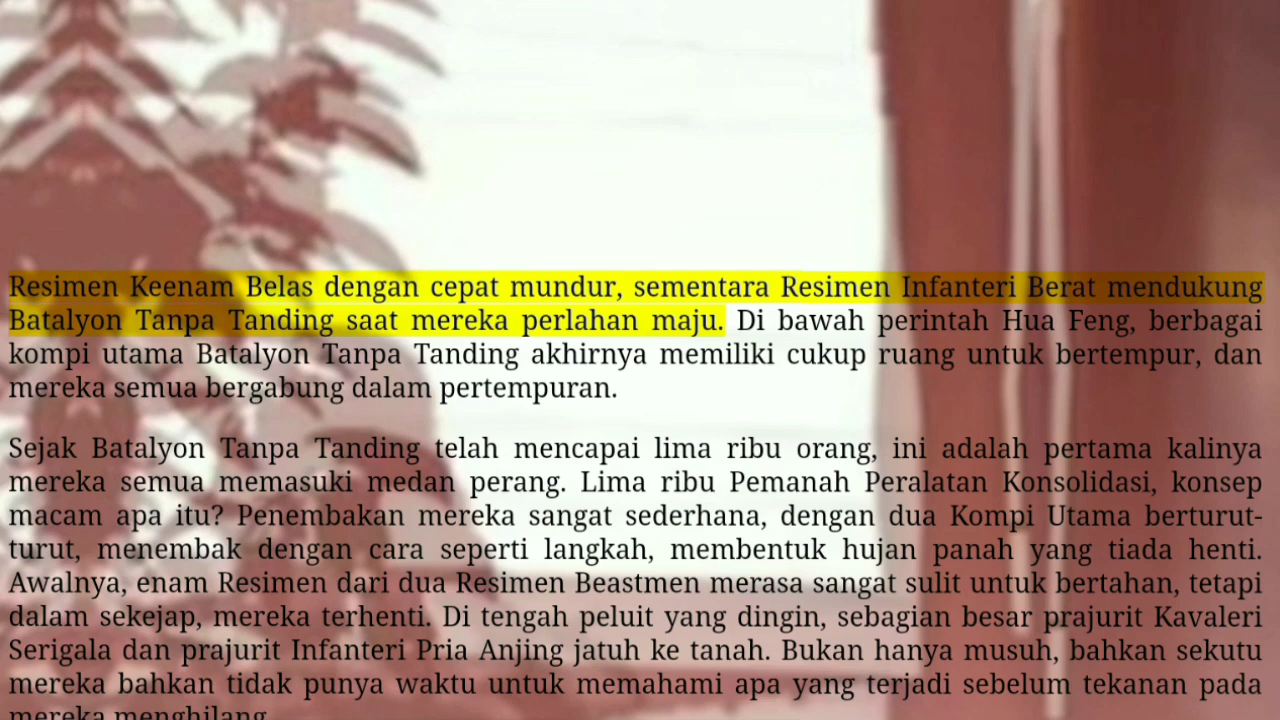 Resimen Keenam Belas dengan cepat mundur, sementara Resimen Infanteri Berat mendukung
Batalyon Tanpa Tanding saat mereka perlahan maju. Di bawah perintah Hua Feng, berbagai
kompi utama Batalyon Tanpa Tanding akhirnya memiliki cukup ruang untuk bertempur, dan
mereka semua bergabung dalam pertempuran.
Sejak Batalyon Tanpa Tanding telah mencapai lima ribu orang, ini adalah pertama kalinya
mereka semua memasuki medan perang. Lima ribu Pemanah Peralatan Konsolidasi, konsep
macam apa itu? Penembakan mereka sangat sederhana, dengan dua Kompi Utama berturut-
turut, menembak dengan cara seperti langkah, membentuk hujan panah yang tiada henti.
Awalnya, enam Resimen dari dua Resimen Beastmen merasa sangat sulit untuk bertahan, tetapi
dalam sekejap, mereka terhenti. Di tengah peluit yang dingin, sebagian besar prajurit Kavaleri
Serigala dan prajurit Infanteri Pria Anjing jatuh ke tanah. Bukan hanya musuh, bahkan sekutu
mereka bahkan tidak punya waktu untuk memahami apa yang terjadi sebelum tekanan pada
mereka menghilang.